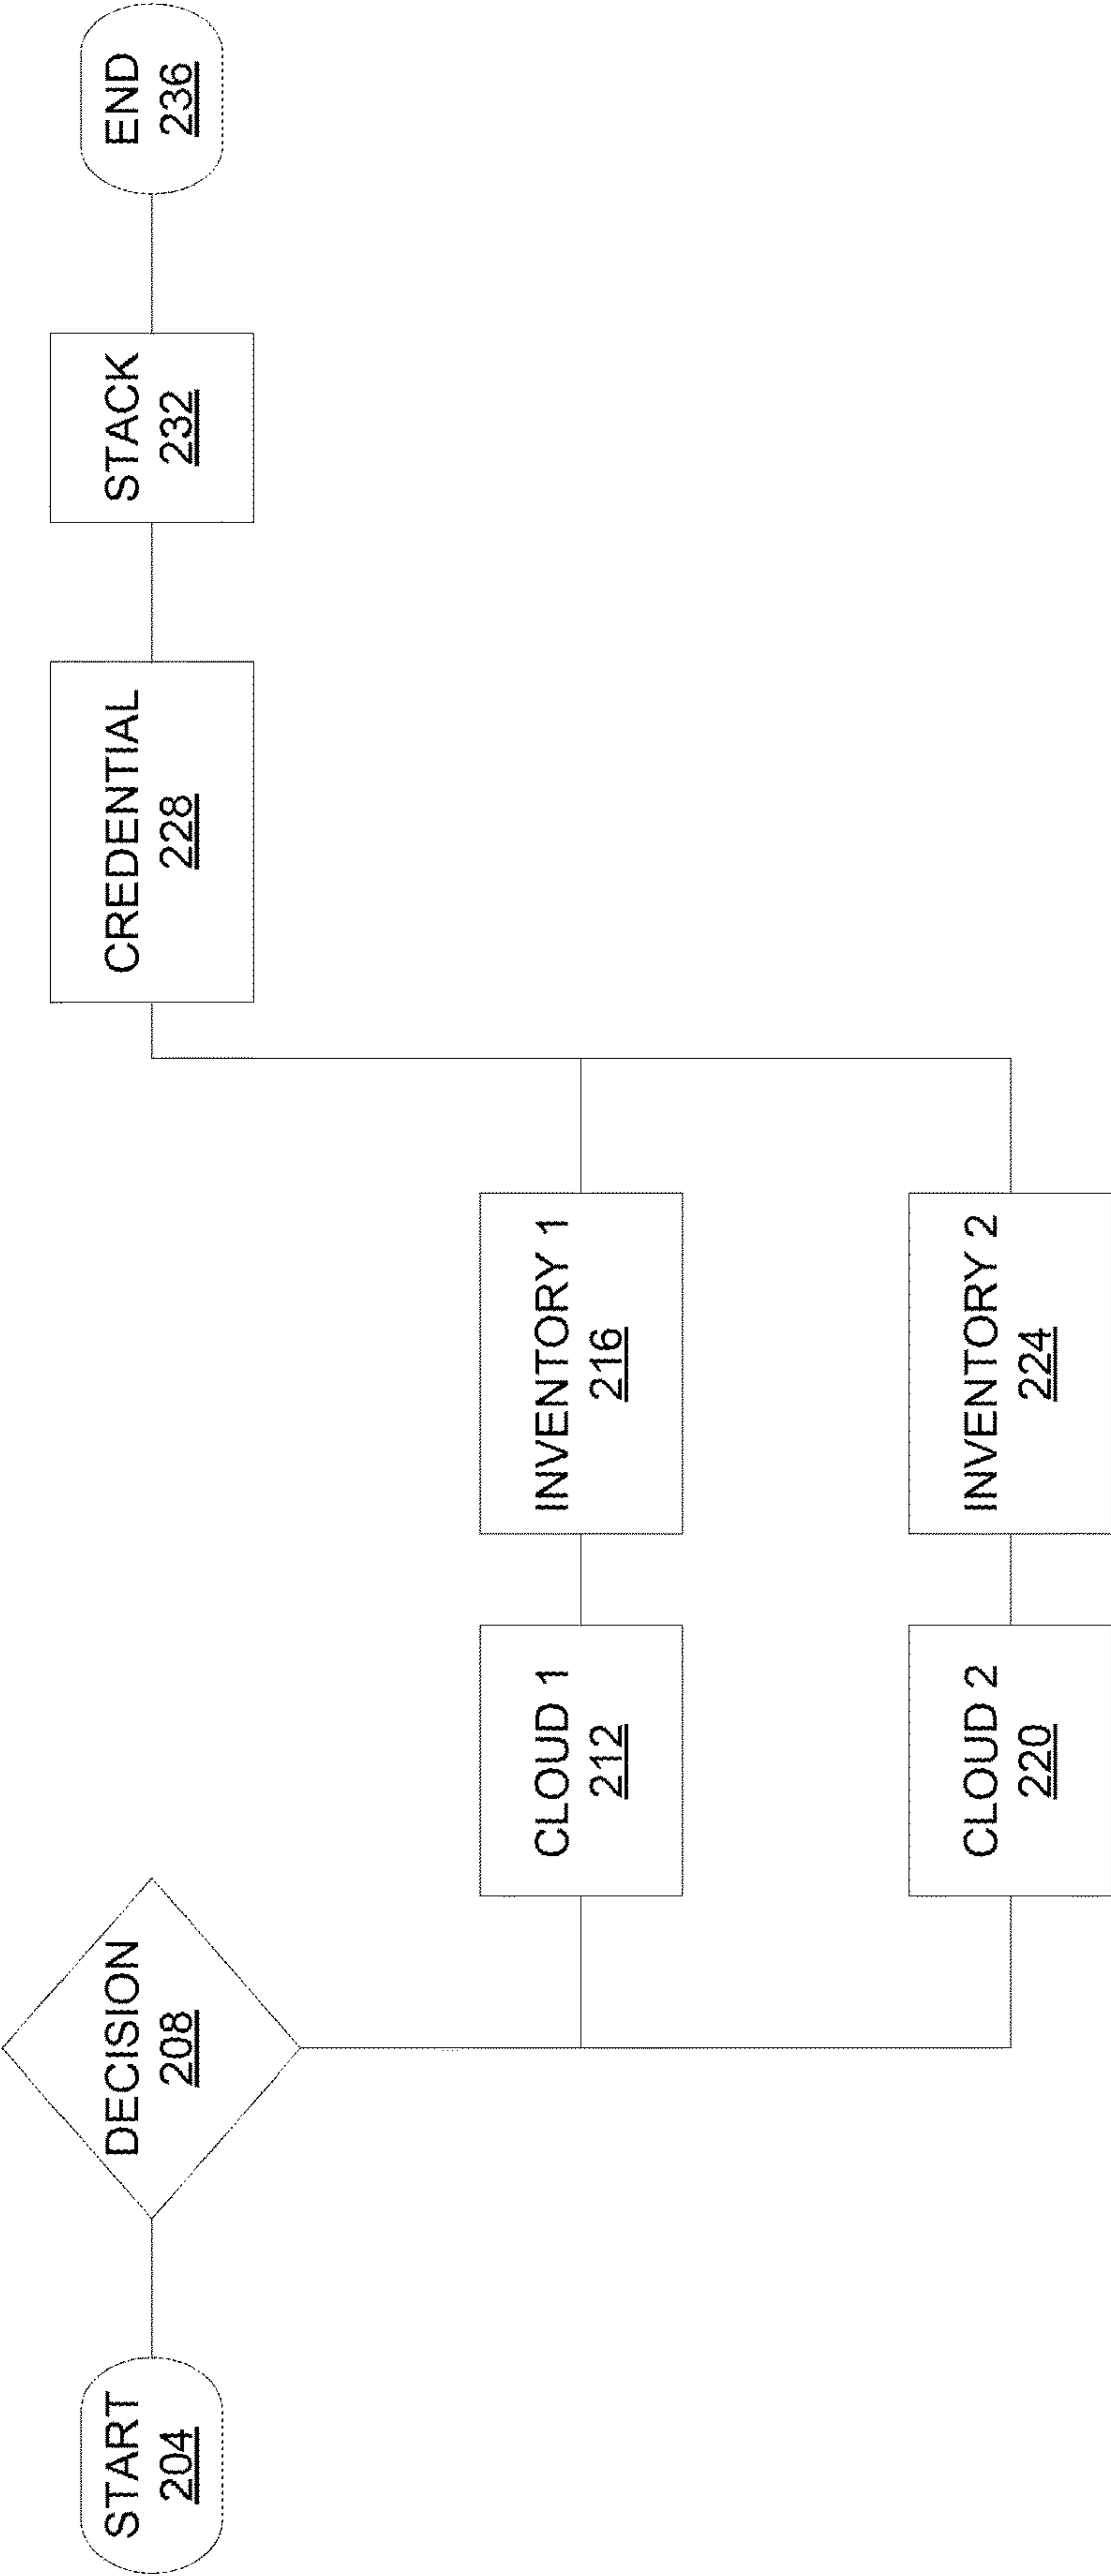 START
204
DECISION
208
CLOUD 1
212
INVENTORY 1
216
CLOUD 2
220
INVENTORY 2
224
CREDENTIAL
228
STACK
232
END
236